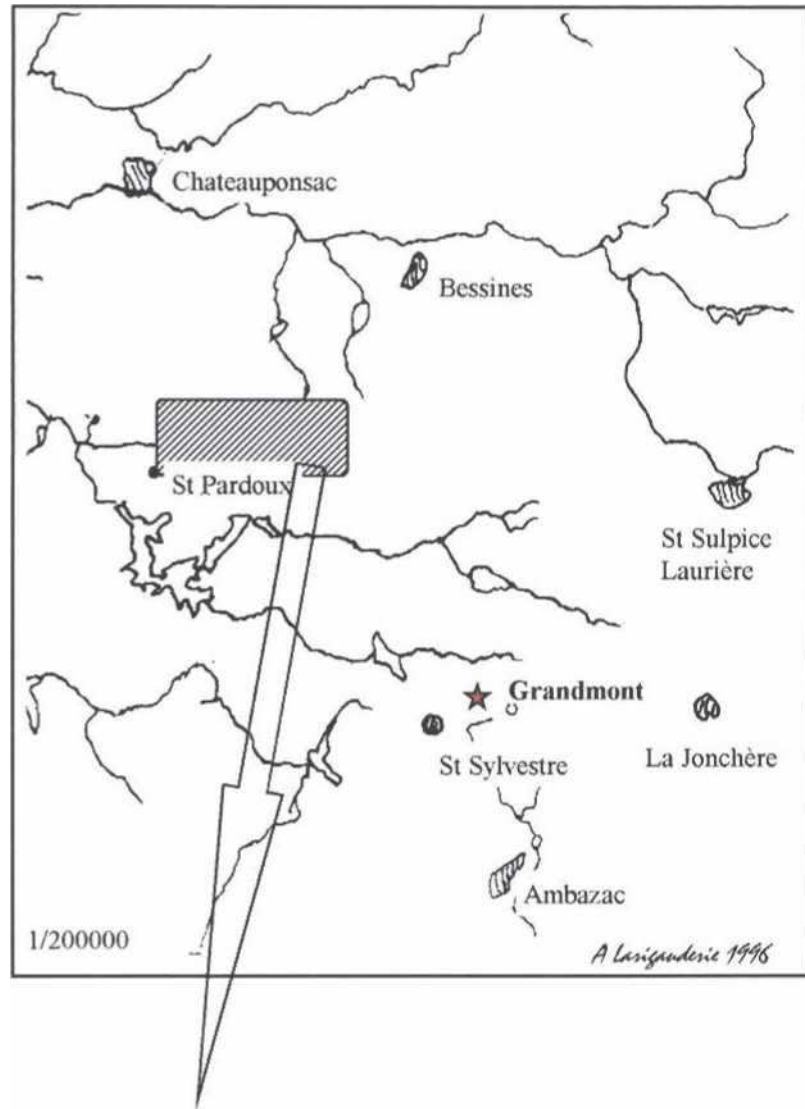 Chateauponsac
Bessines
St Pardoux
St Sulpice
Laurière
Grandmont
St Sylvestre
La Jonchère
Ambazac
1/200000
A Lasigauderie 1996